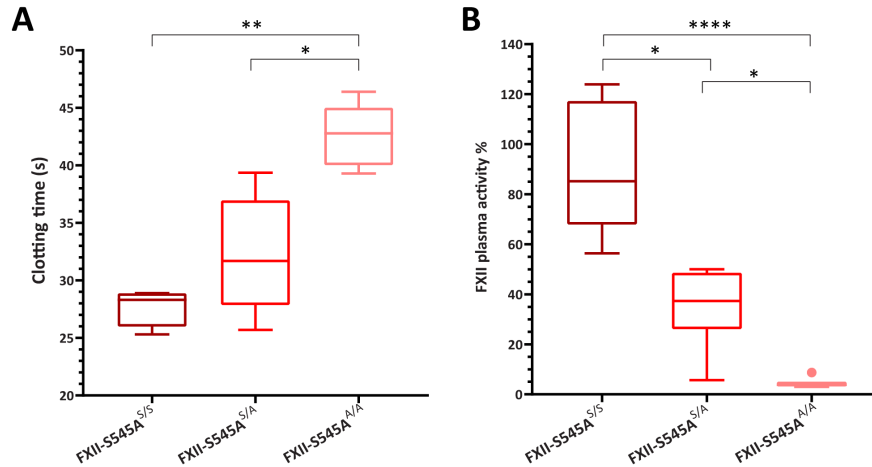 A
**
*
Clotting time (s)
50
45
40
35
30
25
20
FXII-S545A^S/S
FXII-S545A^S/A
FXII-S545A^A/A
B
****
*
*
FXII plasma activity %
140
120
100
80
60
40
20
0
FXII-S545A^S/S
FXII-S545A^S/A
FXII-S545A^A/A